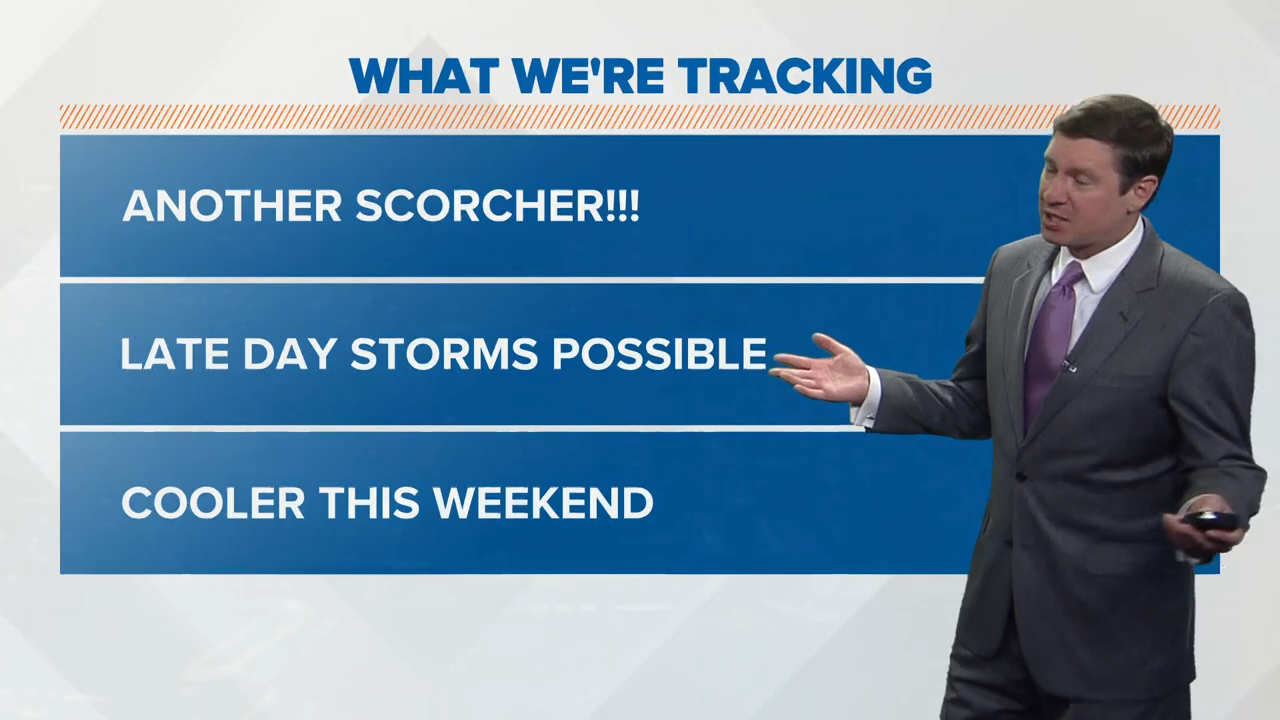 WHAT WE'RE TRACKING
ANOTHER SCORCHER!!!
LATE DAY STORMS POSSIBLE
COOLER THIS WEEKEND